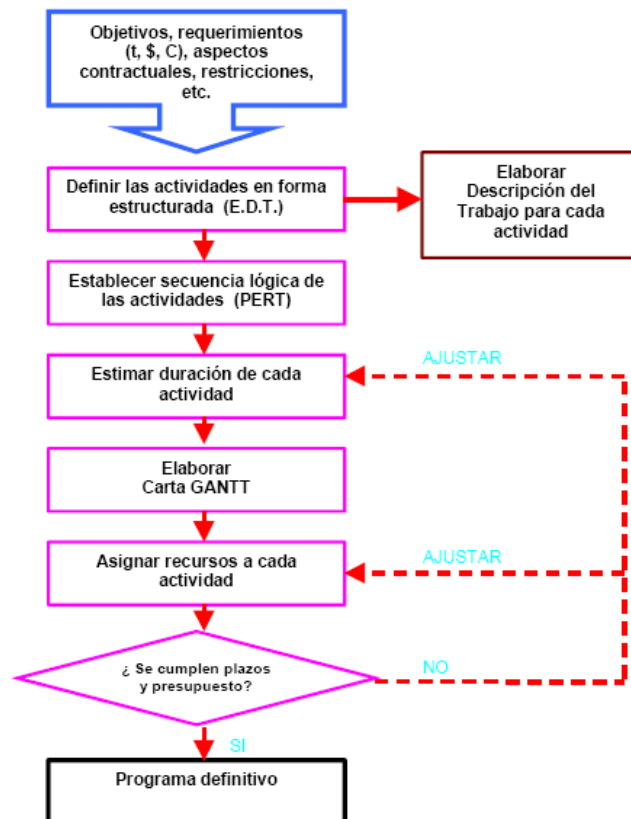 Objetivos, requerimientos
(t, $, C), aspectos
contractuales, restricciones,
etc.
Definir las actividades en forma
estructurada (E.D.T.)
Elaborar
Descripción del
Trabajo para cada
actividad
Establecer secuencia lógica de
las actividades (PERT)
AJUSTAR
Estimar duración de cada
actividad
Elaborar
Carta GANTT
AJUSTAR
Asignar recursos a cada
actividad
¿ Se cumplen plazos
y presupuesto?
NO
SI
Programa definitivo